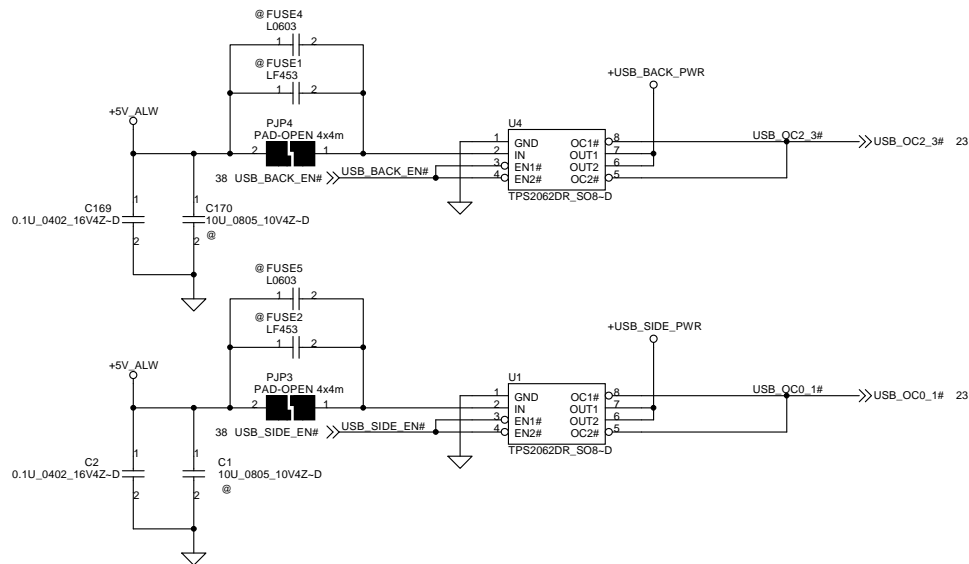 @ FUSE4
L0603
1 2
@ FUSE1
LF453
1 2
+USB_BACK_PWR
+5V_ALW
PJP4
PAD-OPEN 4x4m
2 1
U4
1 GND OC1# 8
2 IN OUT1 7
3 EN1# OUT2 6
4 EN2# OC2# 5
TPS2062DR_SO8~D
USB_OC2_3#
USB_OC2_3# 23
38 USB_BACK_EN#
USB_BACK_EN#
1 1
C169
0.1U_0402_16V4Z~D
C170
10U_0805_10V4Z~D
@
2 2
@ FUSE5
L0603
1 2
@ FUSE2
LF453
1 2
+USB_SIDE_PWR
+5V_ALW
PJP3
PAD-OPEN 4x4m
2 1
U1
1 GND OC1# 8
2 IN OUT1 7
3 EN1# OUT2 6
4 EN2# OC2# 5
TPS2062DR_SO8~D
USB_OC0_1#
USB_OC0_1# 23
38 USB_SIDE_EN#
USB_SIDE_EN#
1 1
C2
0.1U_0402_16V4Z~D
C1
10U_0805_10V4Z~D
@
2 2